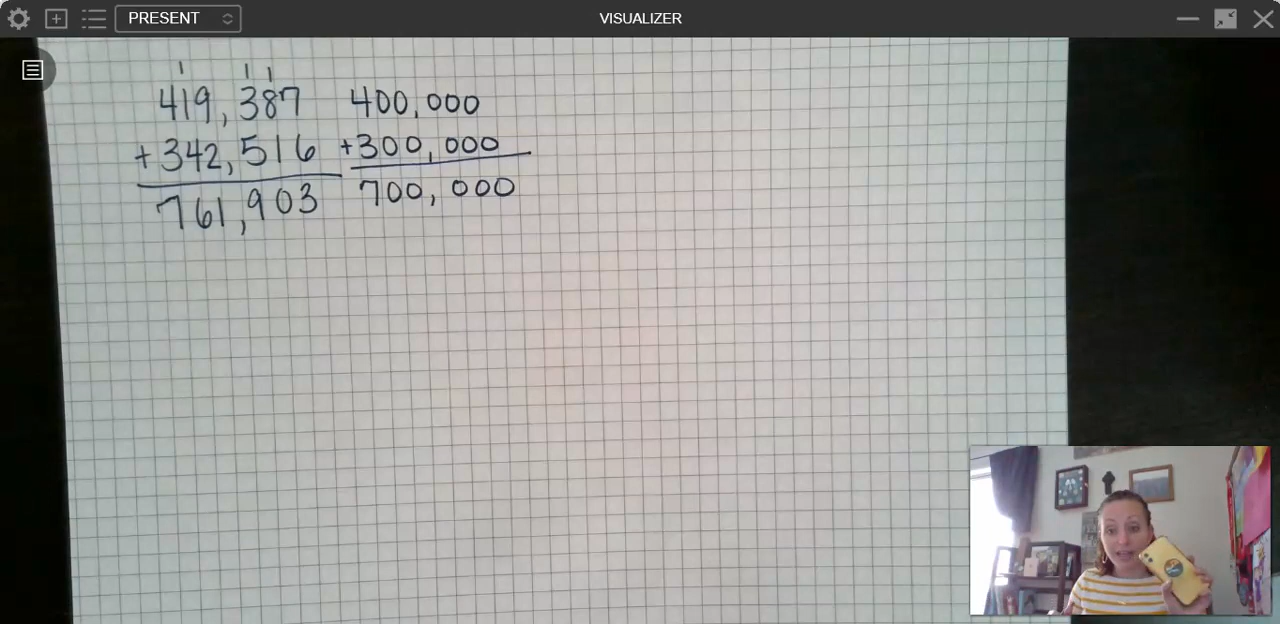 PRESENT
VISUALIZER
1 1 1
419,387
+342,516
761,903
400,000
+300,000
700,000